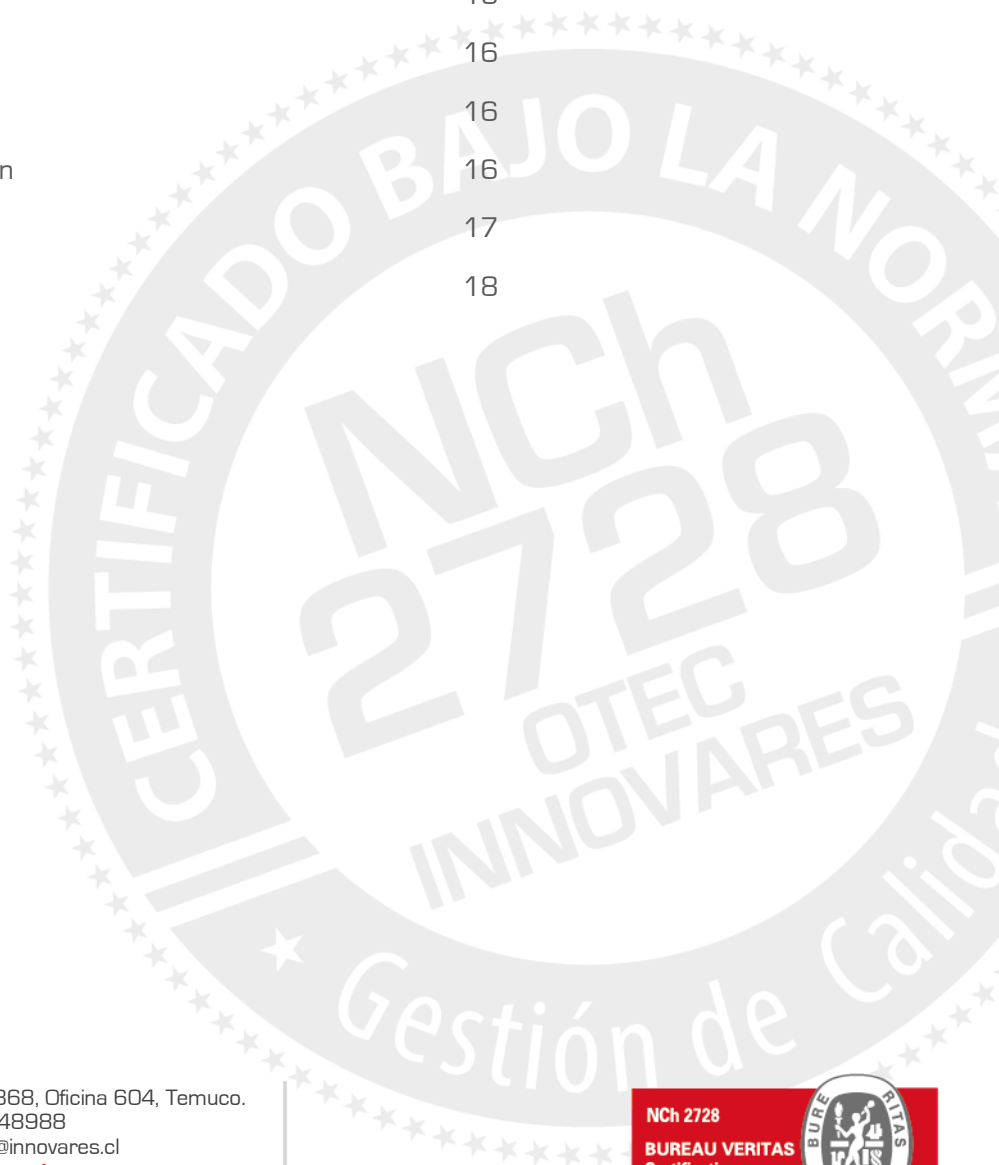 16
16
n 16
17
18
CERTIFICADO BAJO LA NORMA
NCh
2728
OTEC
INNOVARES
Gestión de Calidad
368, Oficina 604, Temuco.
48988
@innovares.cl
NCh 2728
BUREAU VERITAS